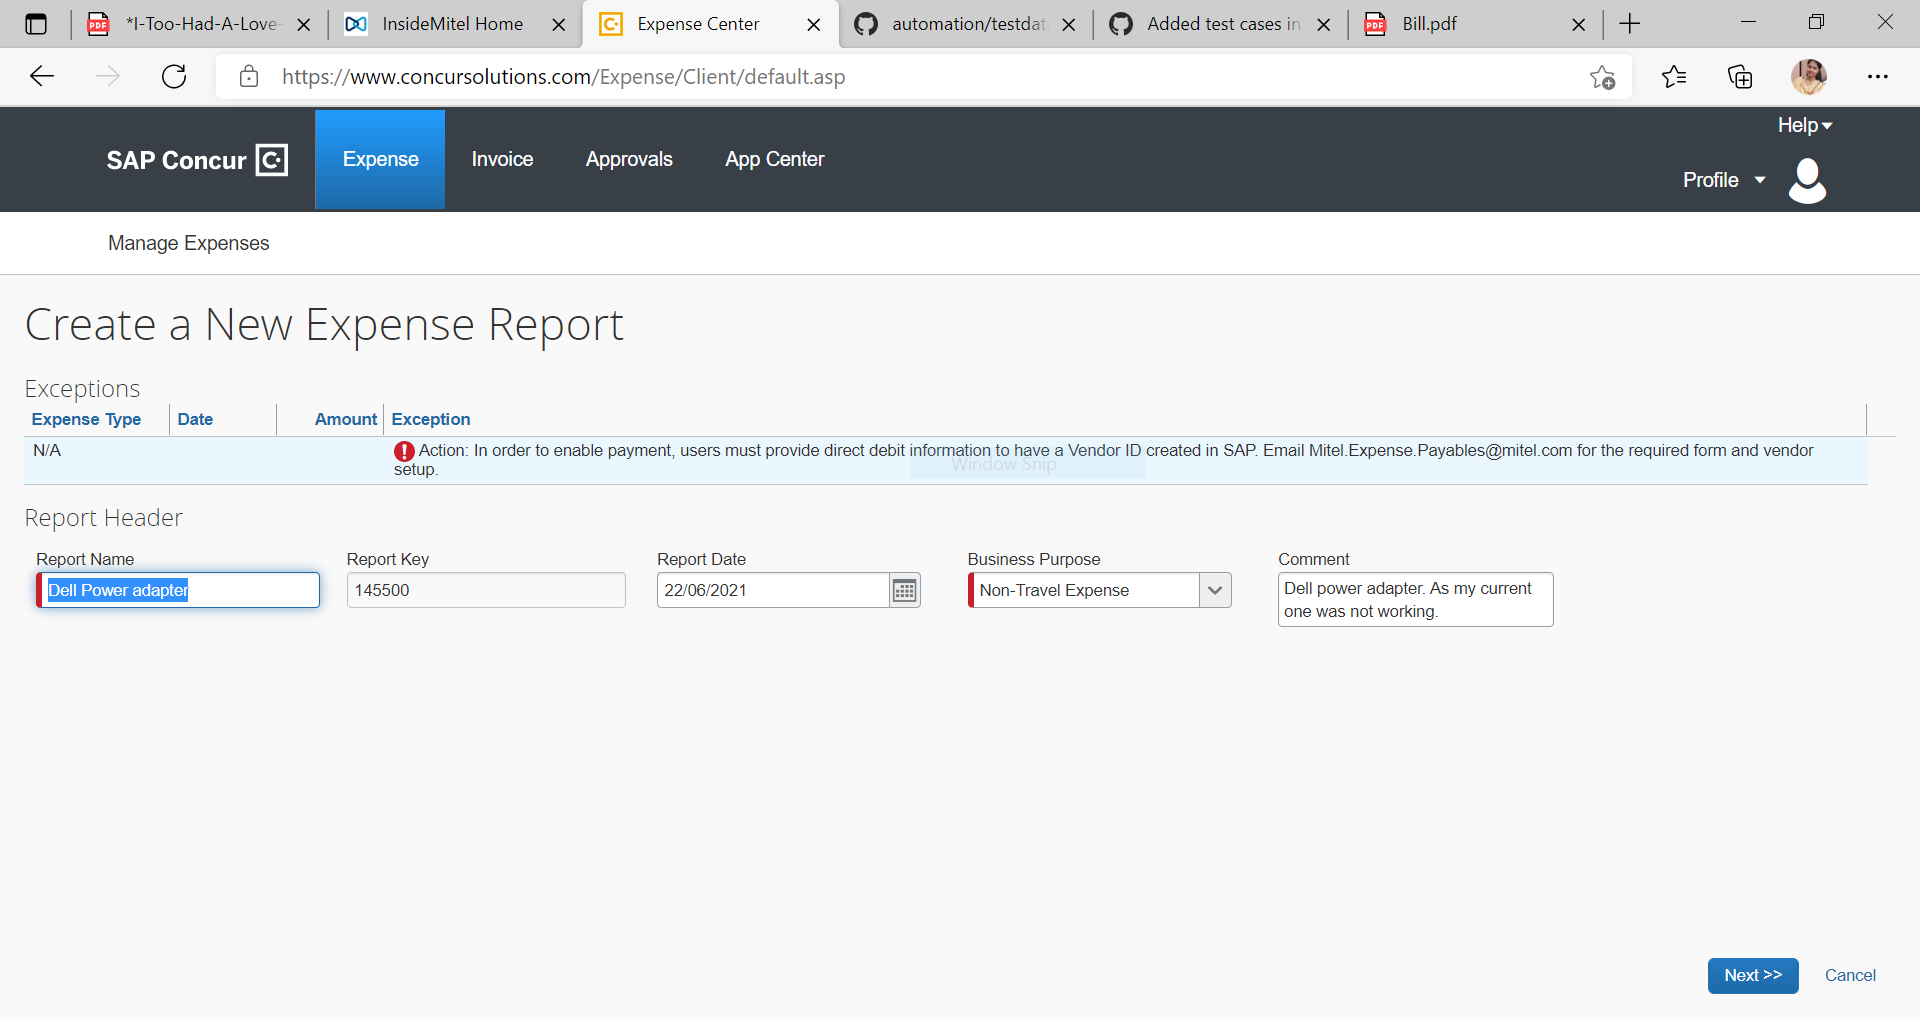 *I-Too-Had-A-Love-
InsideMitel Home
Expense Center
automation/testdat
Added test cases in
Bill.pdf
https://www.concursolutions.com/Expense/Client/default.asp
Help
SAP Concur
Expense
Invoice
Approvals
App Center
Profile
Manage Expenses
Create a New Expense Report
Exceptions
Expense Type
Date
Amount
Exception
N/A
Action: In order to enable payment, users must provide direct debit information to have a Vendor ID created in SAP. Email Mitel.Expense.Payables@mitel.com for the required form and vendor
setup.
Window Snip
Report Header
Report Name
Report Key
Report Date
Business Purpose
Comment
Dell Power adapter
145500
22/06/2021
Non-Travel Expense
Dell power adapter. As my current
one was not working.
Next >>
Cancel